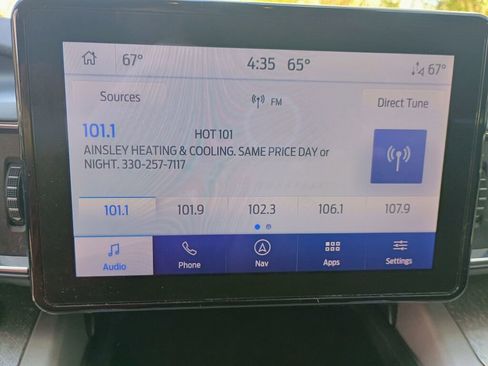 67° 4:35 65° 67°
Sources FM Direct Tune
101.1 HOT 101
AINSLEY HEATING & COOLING. SAME PRICE DAY or
NIGHT. 330-257-7117
101.1 101.9 102.3 106.1 107.9
Audio Phone Nav Apps Settings